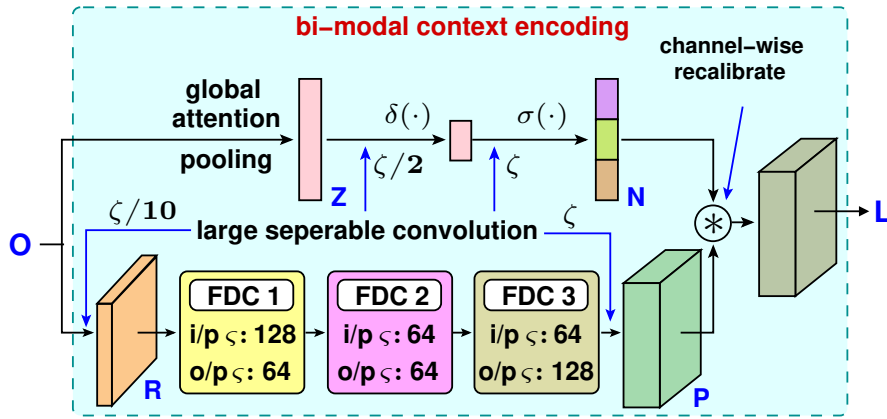 bi-modal context encoding
channel-wise
recalibrate
global
attention
pooling
δ(·)
σ(·)
ζ/2
ζ
Z
N
ζ/10
large seperable convolution
ζ
O
L
FDC 1
FDC 2
FDC 3
i/p ς: 128
i/p ς: 64
i/p ς: 64
o/p ς: 64
o/p ς: 64
o/p ς: 128
R
P